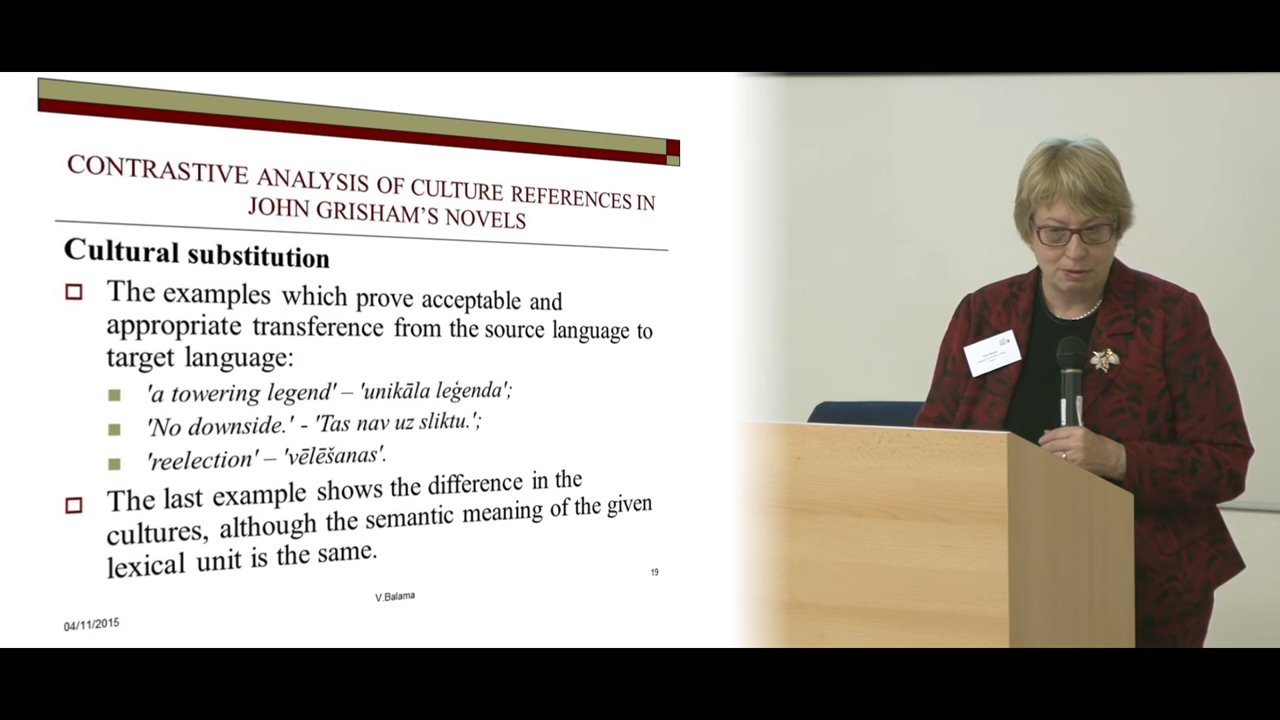 CONTRASTIVE ANALYSIS OF CULTURE REFERENCES IN
JOHN GRISHAM'S NOVELS
Cultural substitution
The examples which prove acceptable and
appropriate transference from the source language to
target language:
'a towering legend' – 'unikāla leģenda';
'No downside.' - 'Tas nav uz sliktu.';
'reelection' – 'vēlēšanas'.
The last example shows the difference in the
cultures, although the semantic meaning of the given
lexical unit is the same.
19
V.Balama
04/11/2015